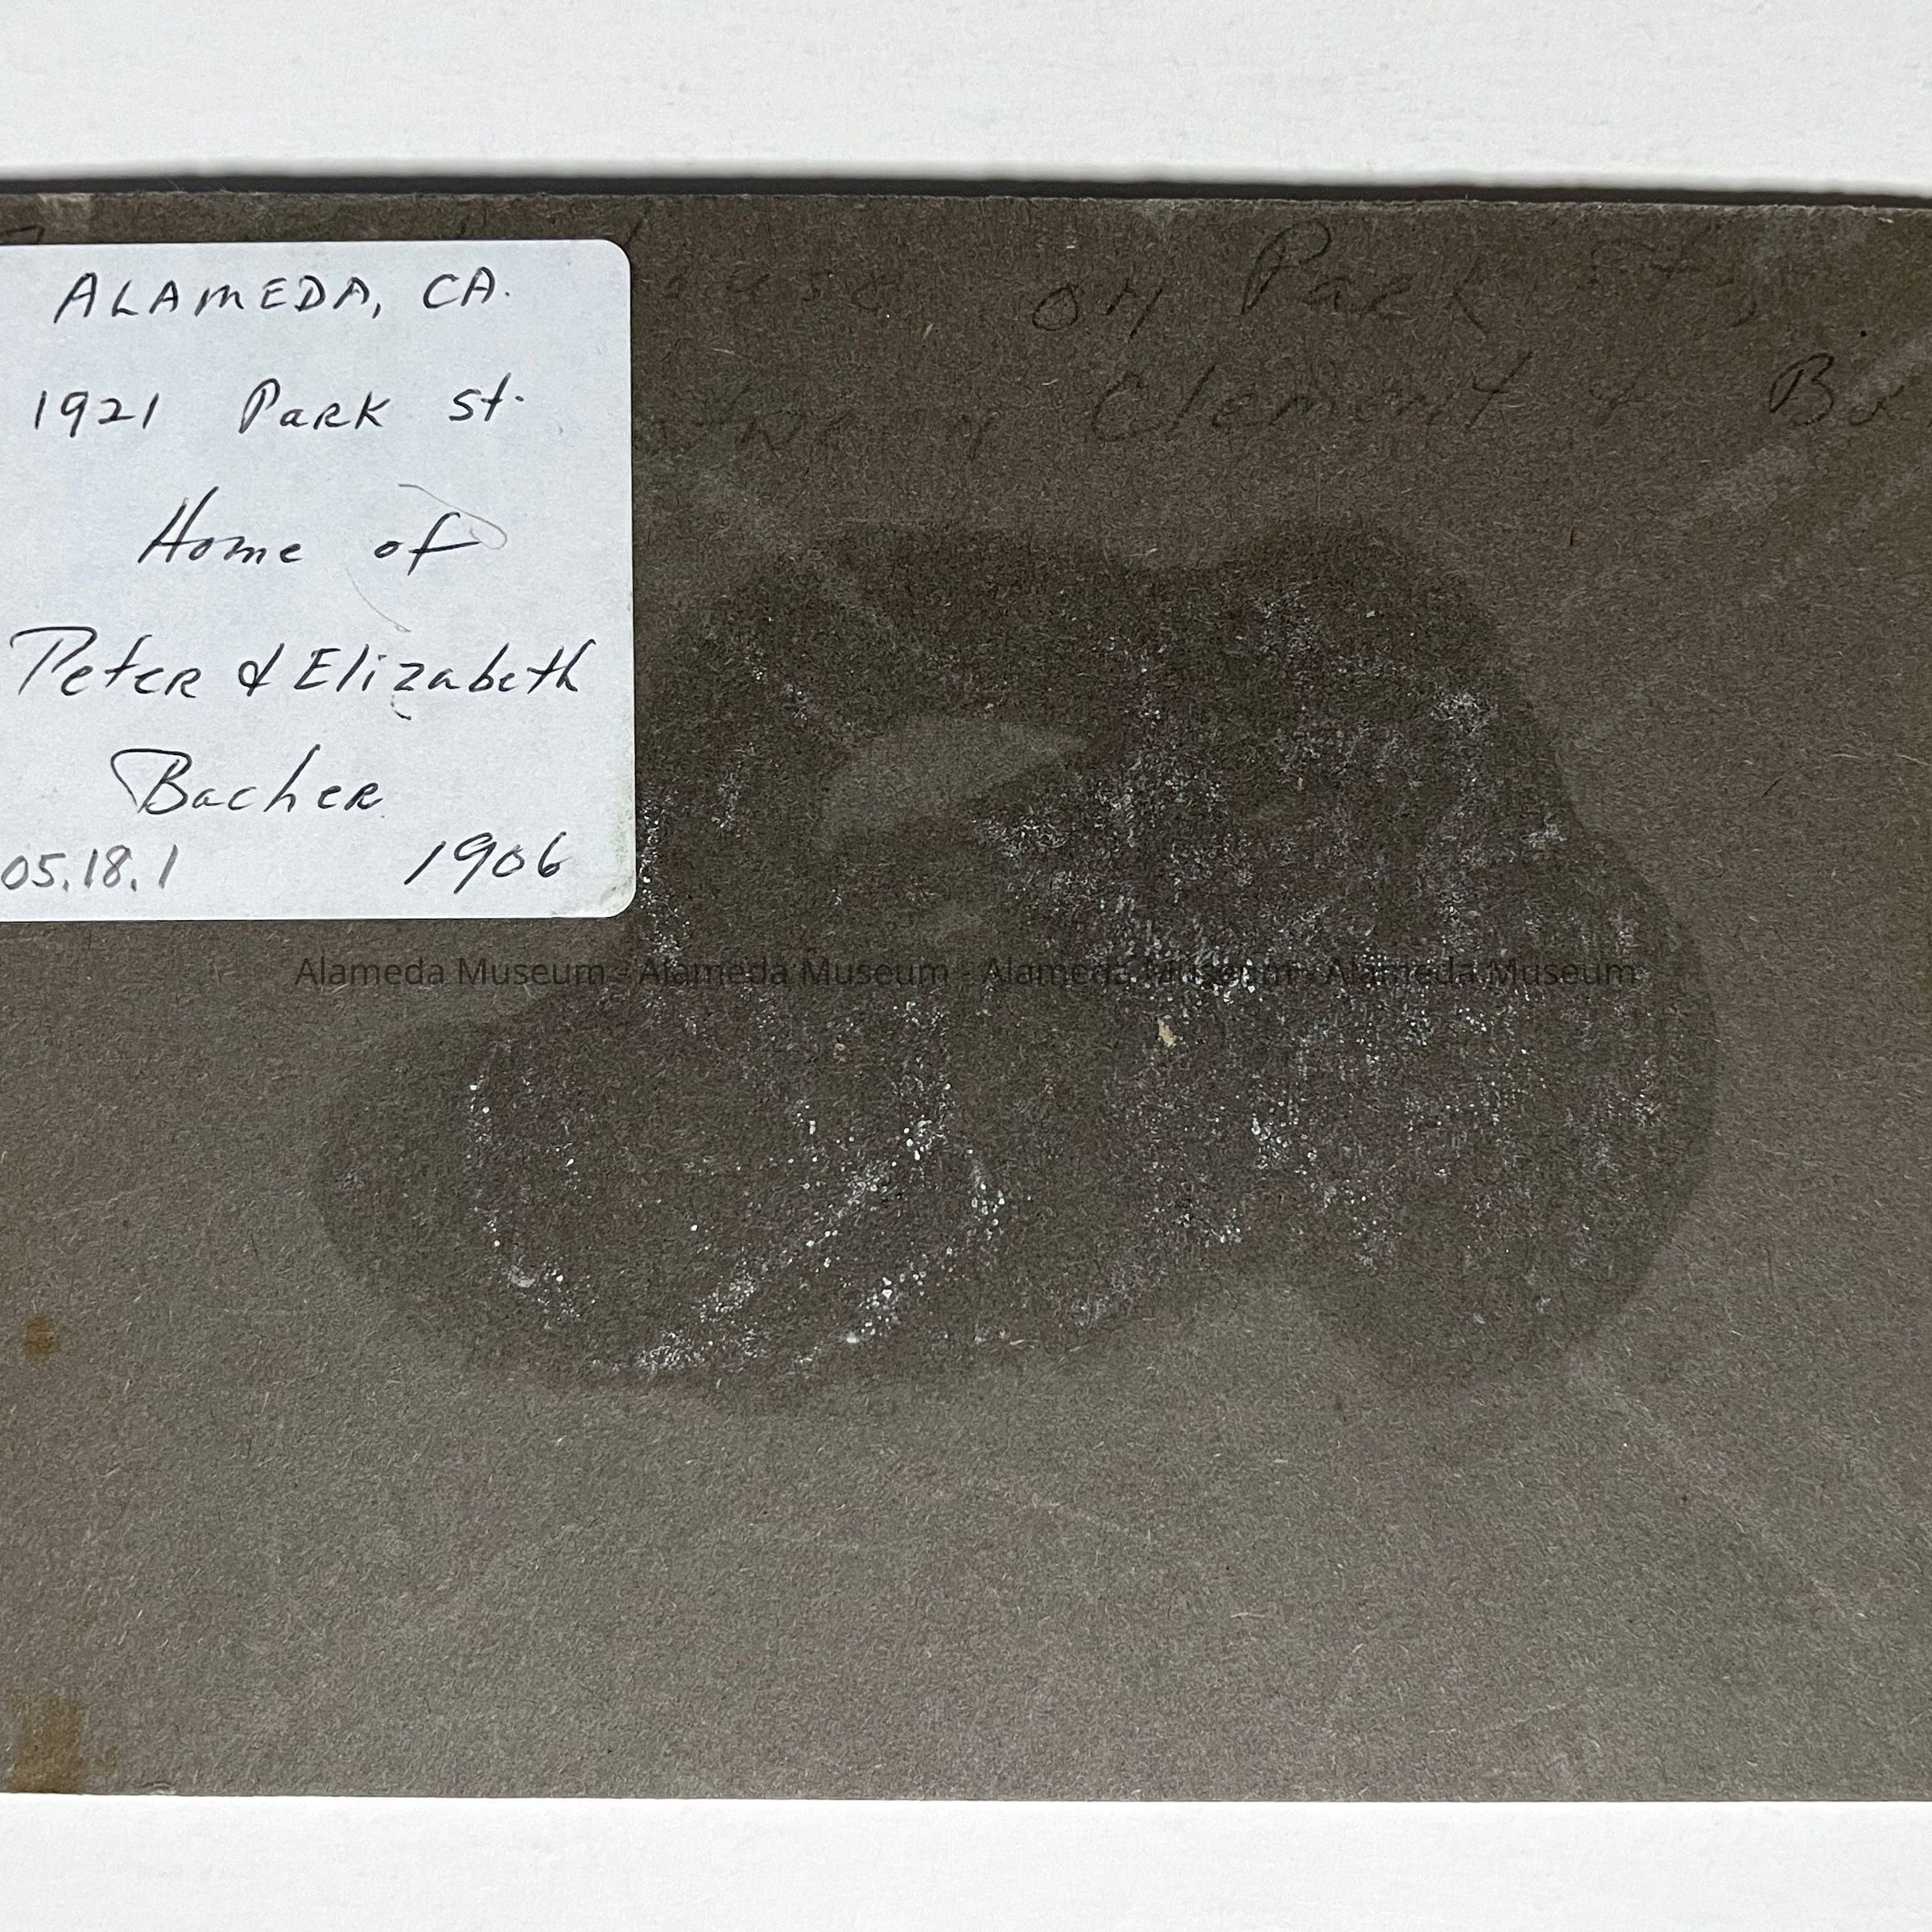 ALAMEDA, CA.
1921 Park St.
Home of
Peter & Elizabeth
Bacher
05.18.1 1906
on Park St.,
Clement & Bu
Alameda Museum - Alameda Museum - Alameda Museum - Alameda Museum